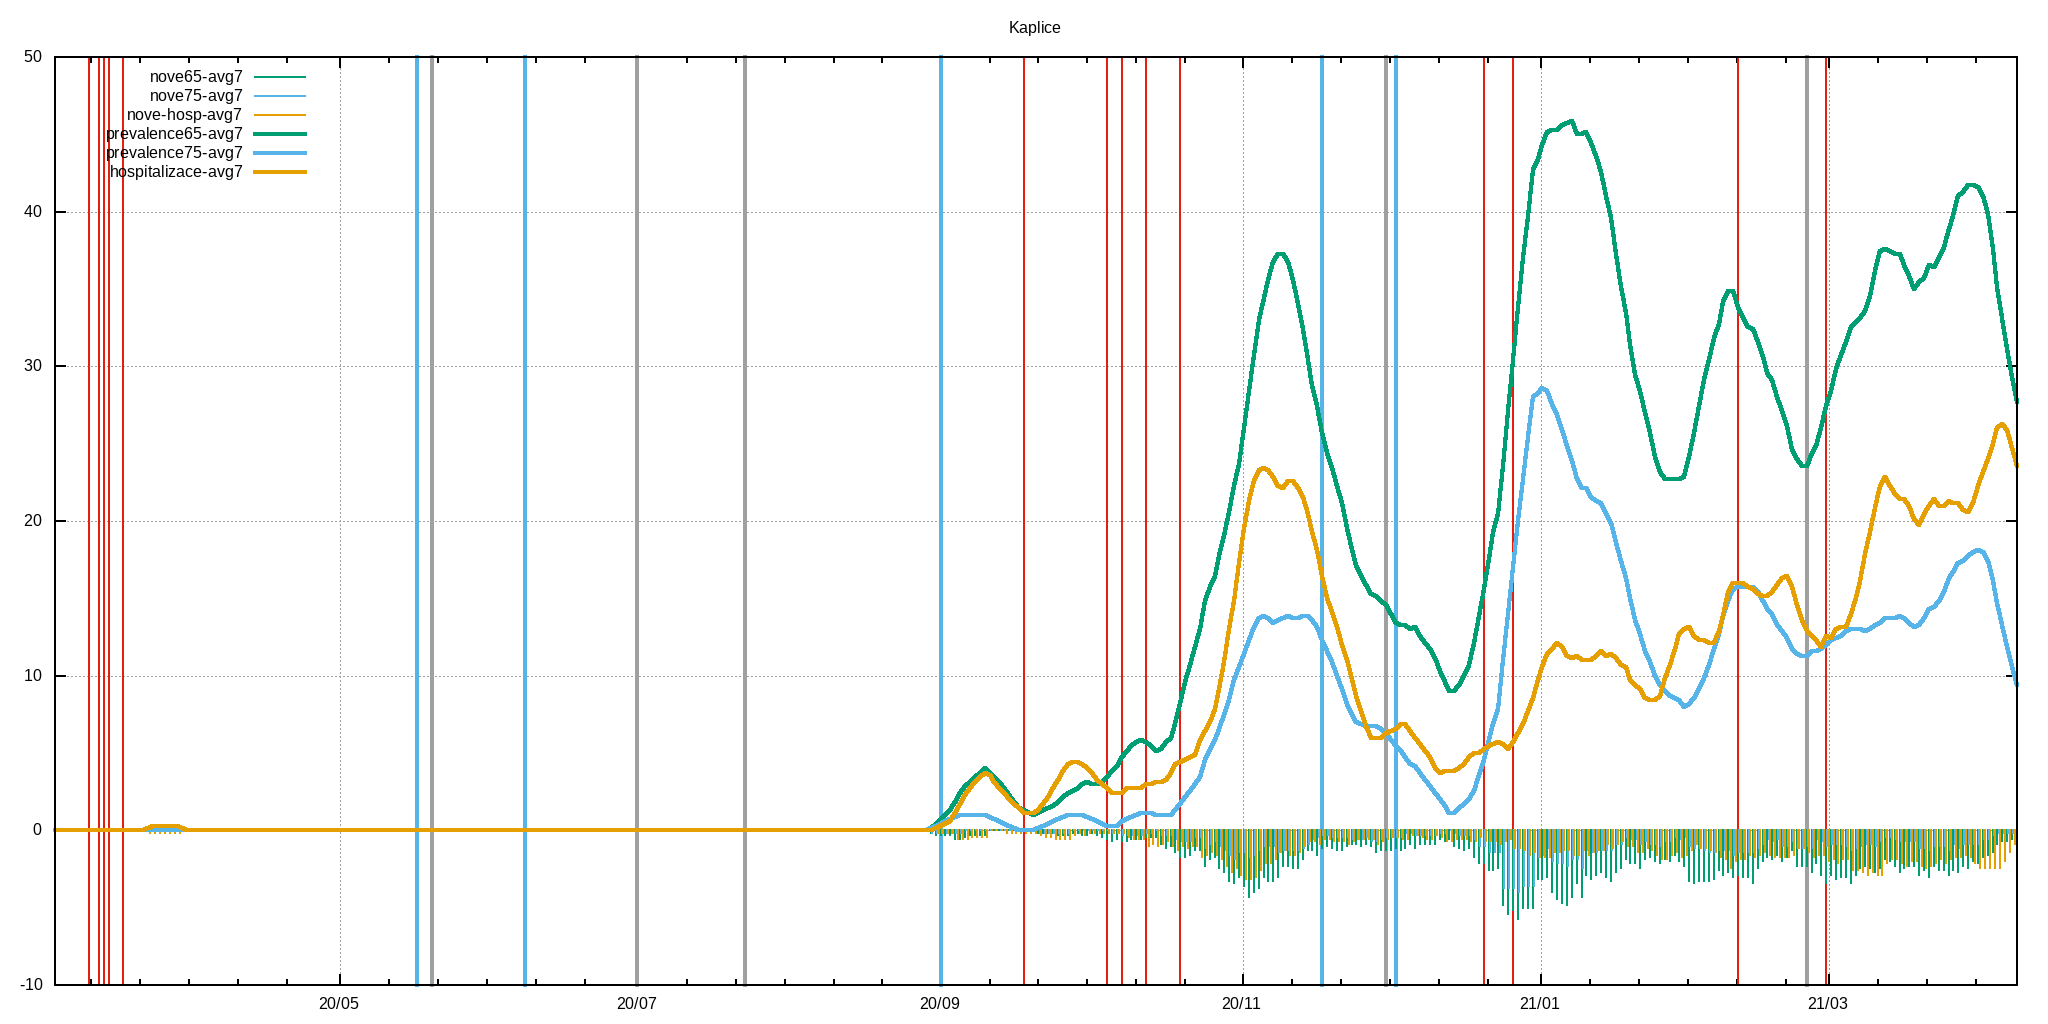 Kaplice
50
nove65-avg7
nove75-avg7
nove-hosp-avg7
prevalence65-avg7
prevalence75-avg7
hospitalizace-avg7
40
30
20
10
0
-10
20/05 20/07 20/09 20/11 21/01 21/03